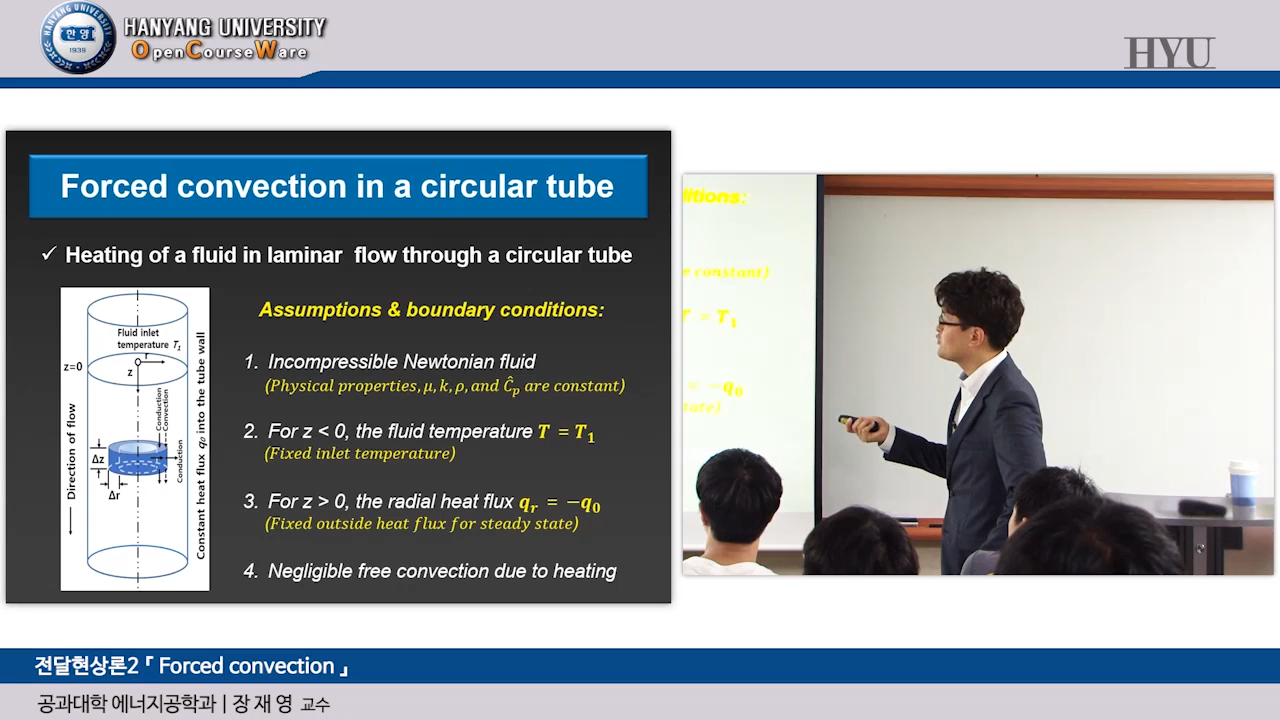 HANYANG UNIVERSITY
OpenCourseWare
한양
1939
HYU
Forced convection in a circular tube
✓ Heating of a fluid in laminar flow through a circular tube
Fluid inlet
temperature T₁
r
z=0
z
Direction of flow
Conduction
Convection
Conduction
Δz
Δr
Constant heat flux q₀ into the tube wall
Assumptions & boundary conditions:
1. Incompressible Newtonian fluid
(Physical properties, μ, k, ρ, and Ĉₚ are constant)
2. For z < 0, the fluid temperature T = T₁
(Fixed inlet temperature)
3. For z > 0, the radial heat flux qᵣ = −q₀
(Fixed outside heat flux for steady state)
4. Negligible free convection due to heating
ditions:
e constant)
T = T₁
= −q₀
state)
전달현상론2「 Forced convection 」
공과대학 에너지공학과 | 장 재 영 교수